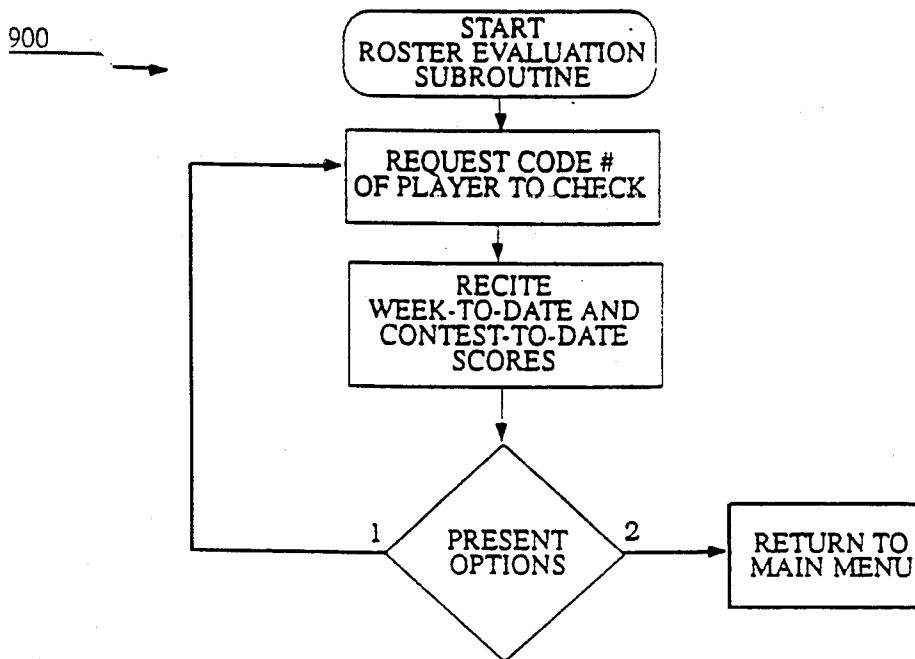 900
START
ROSTER EVALUATION
SUBROUTINE
REQUEST CODE #
OF PLAYER TO CHECK
RECITE
WEEK-TO-DATE AND
CONTEST-TO-DATE
SCORES
1
PRESENT
OPTIONS
2
RETURN TO
MAIN MENU